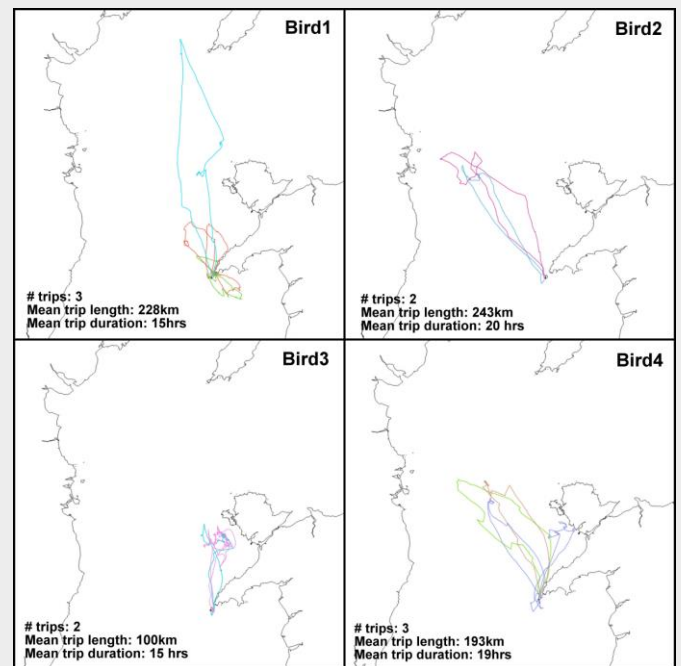 Bird1
# trips: 3
Mean trip length: 228km
Mean trip duration: 15hrs
Bird2
# trips: 2
Mean trip length: 243km
Mean trip duration: 20 hrs
Bird3
# trips: 2
Mean trip length: 100km
Mean trip duration: 15 hrs
Bird4
# trips: 3
Mean trip length: 193km
Mean trip duration: 19hrs